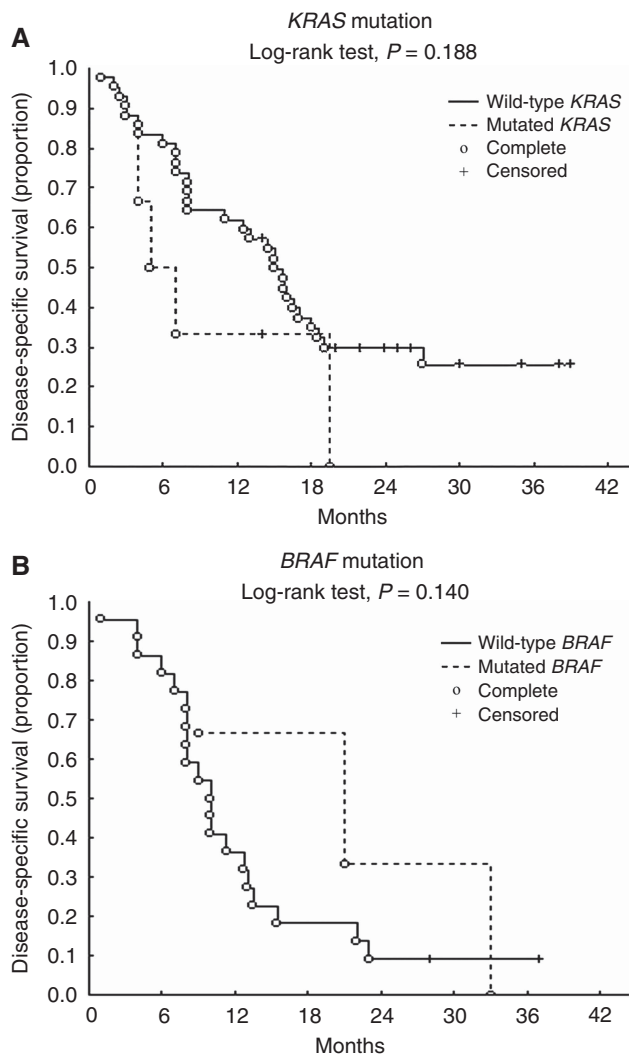 A
KRAS mutation
Log-rank test, P = 0.188
Wild-type KRAS
Mutated KRAS
Complete
Censored
Disease-specific survival (proportion)
1.0
0.9
0.8
0.7
0.6
0.5
0.4
0.3
0.2
0.1
0.0
0 6 12 18 24 30 36 42
Months
B
BRAF mutation
Log-rank test, P = 0.140
Wild-type BRAF
Mutated BRAF
Complete
Censored
Disease-specific survival (proportion)
1.0
0.9
0.8
0.7
0.6
0.5
0.4
0.3
0.2
0.1
0.0
0 6 12 18 24 30 36 42
Months